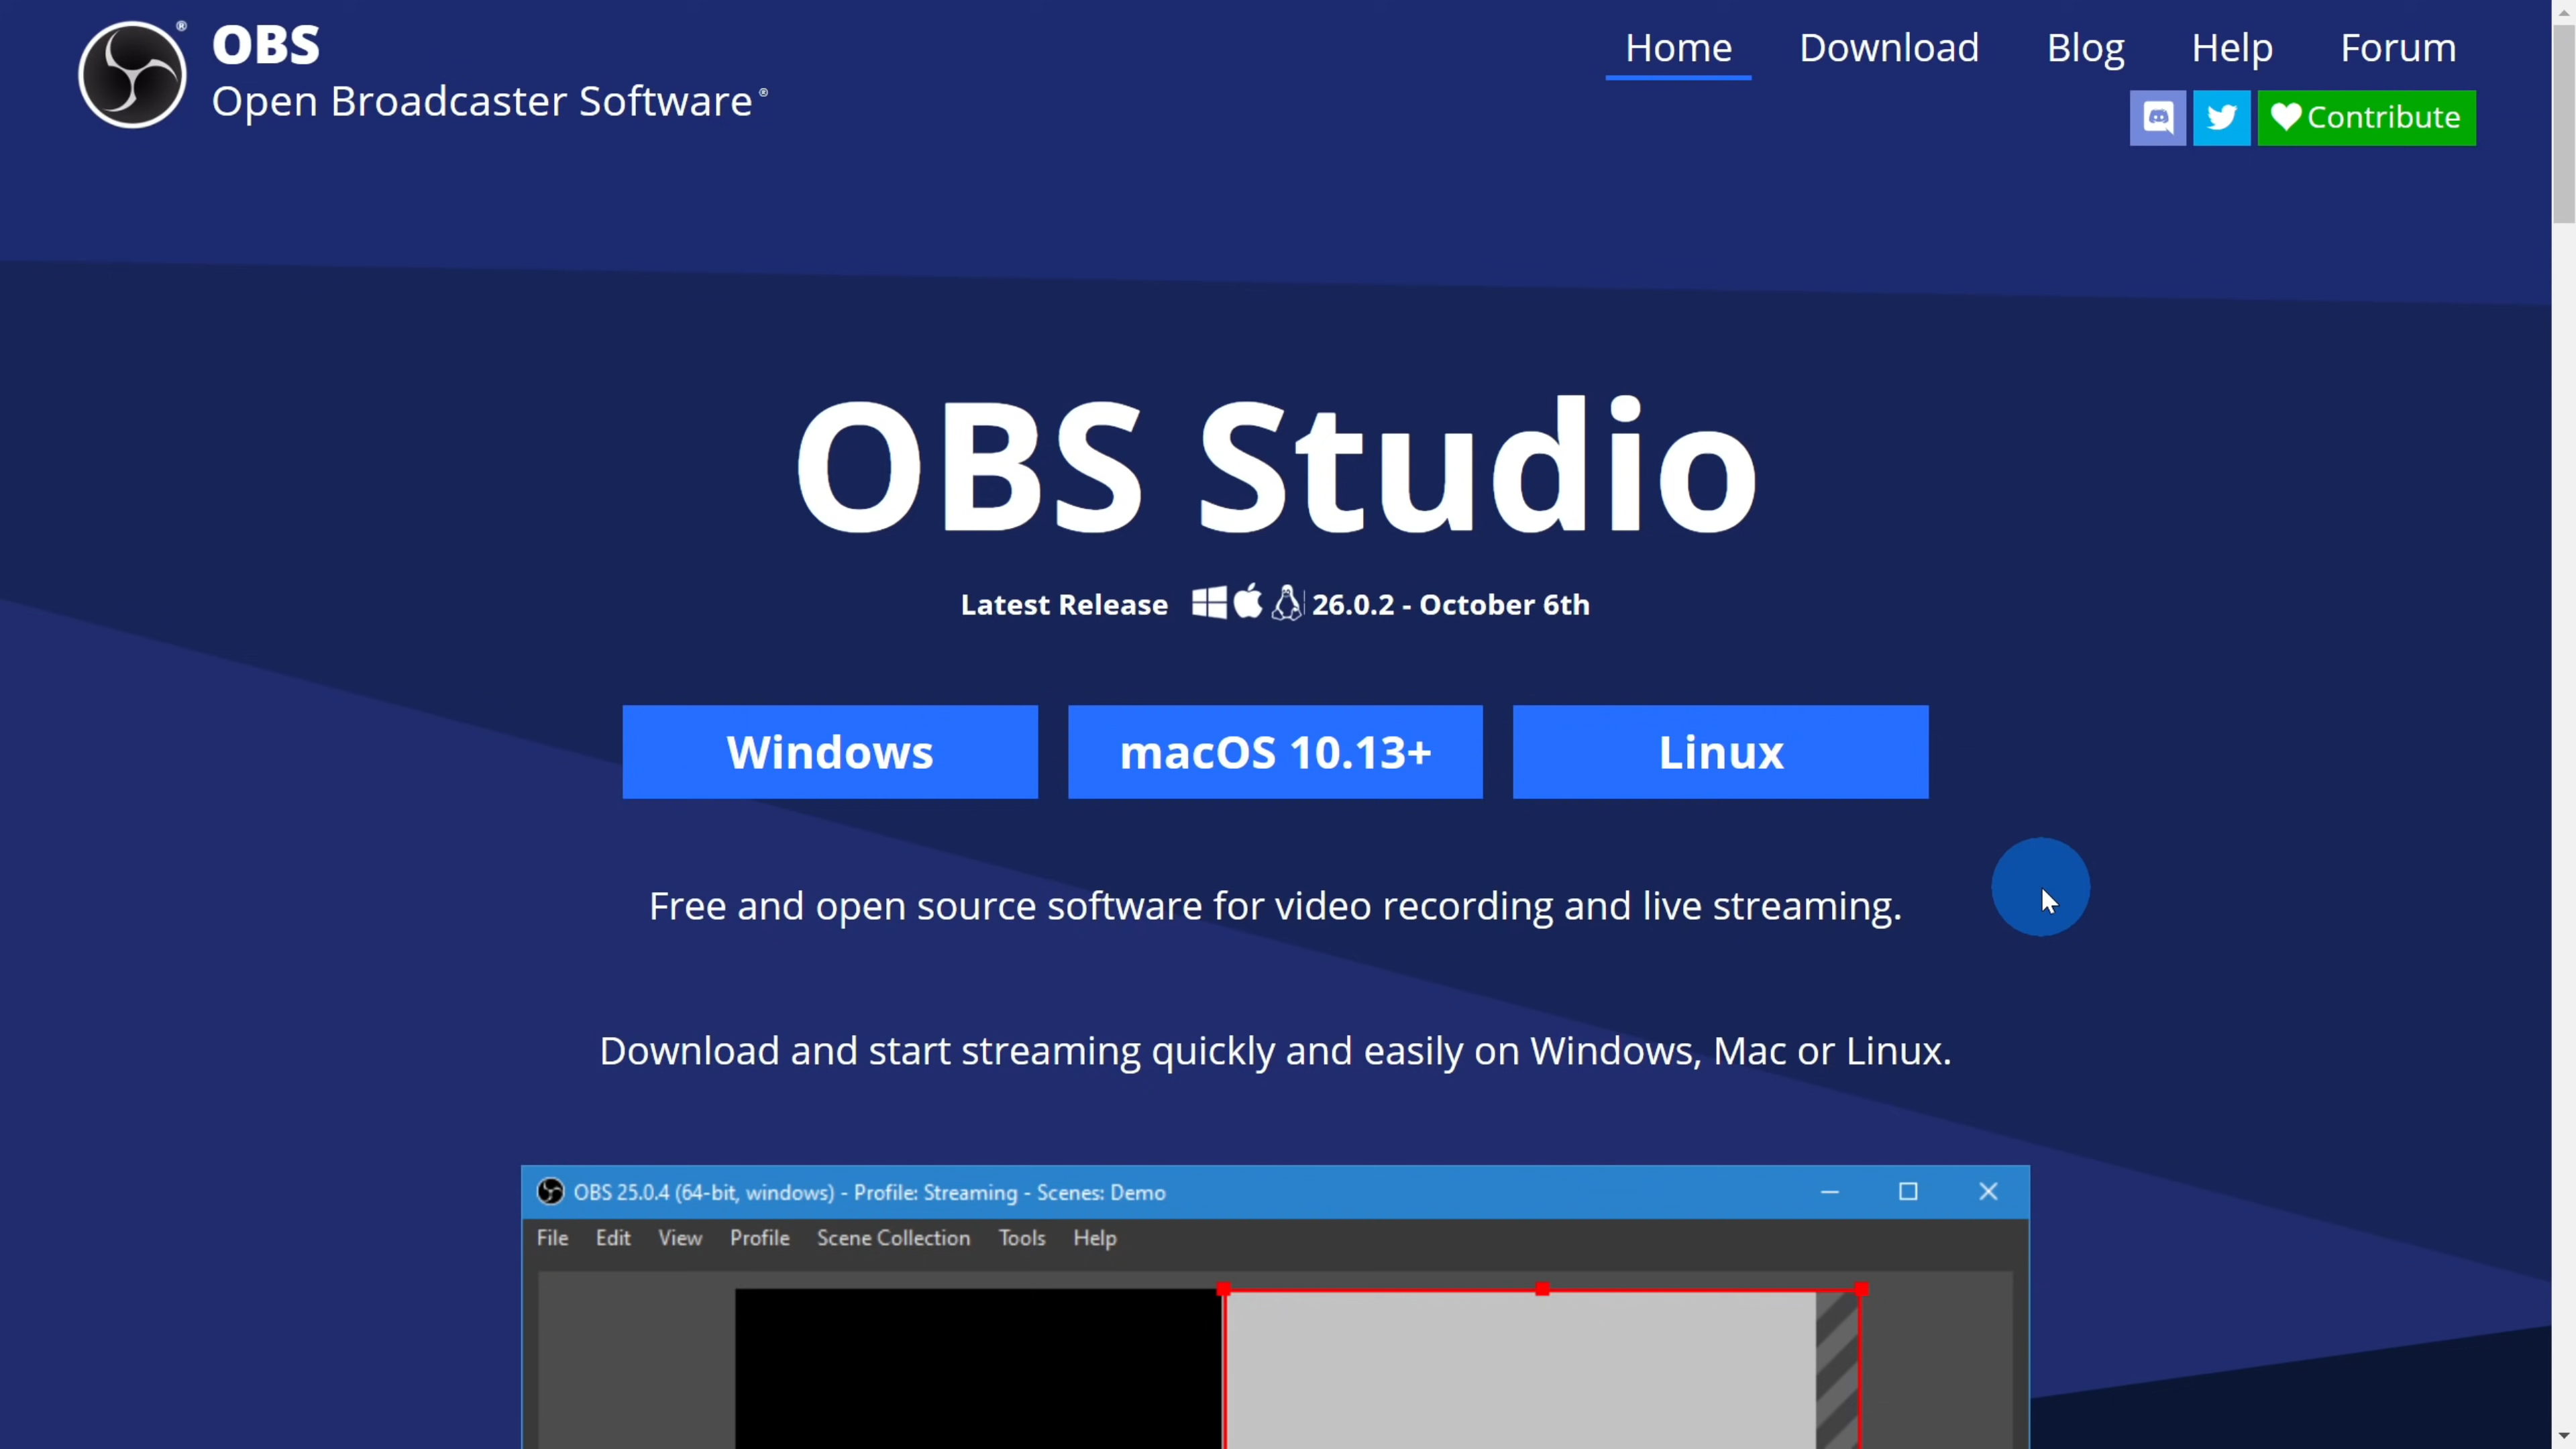 OBS
Open Broadcaster Software®
Home Download Blog Help Forum
Contribute
OBS Studio
Latest Release 26.0.2 - October 6th
Windows macOS 10.13+ Linux
Free and open source software for video recording and live streaming.
Download and start streaming quickly and easily on Windows, Mac or Linux.
OBS 25.0.4 (64-bit, windows) - Profile: Streaming - Scenes: Demo
File Edit View Profile Scene Collection Tools Help